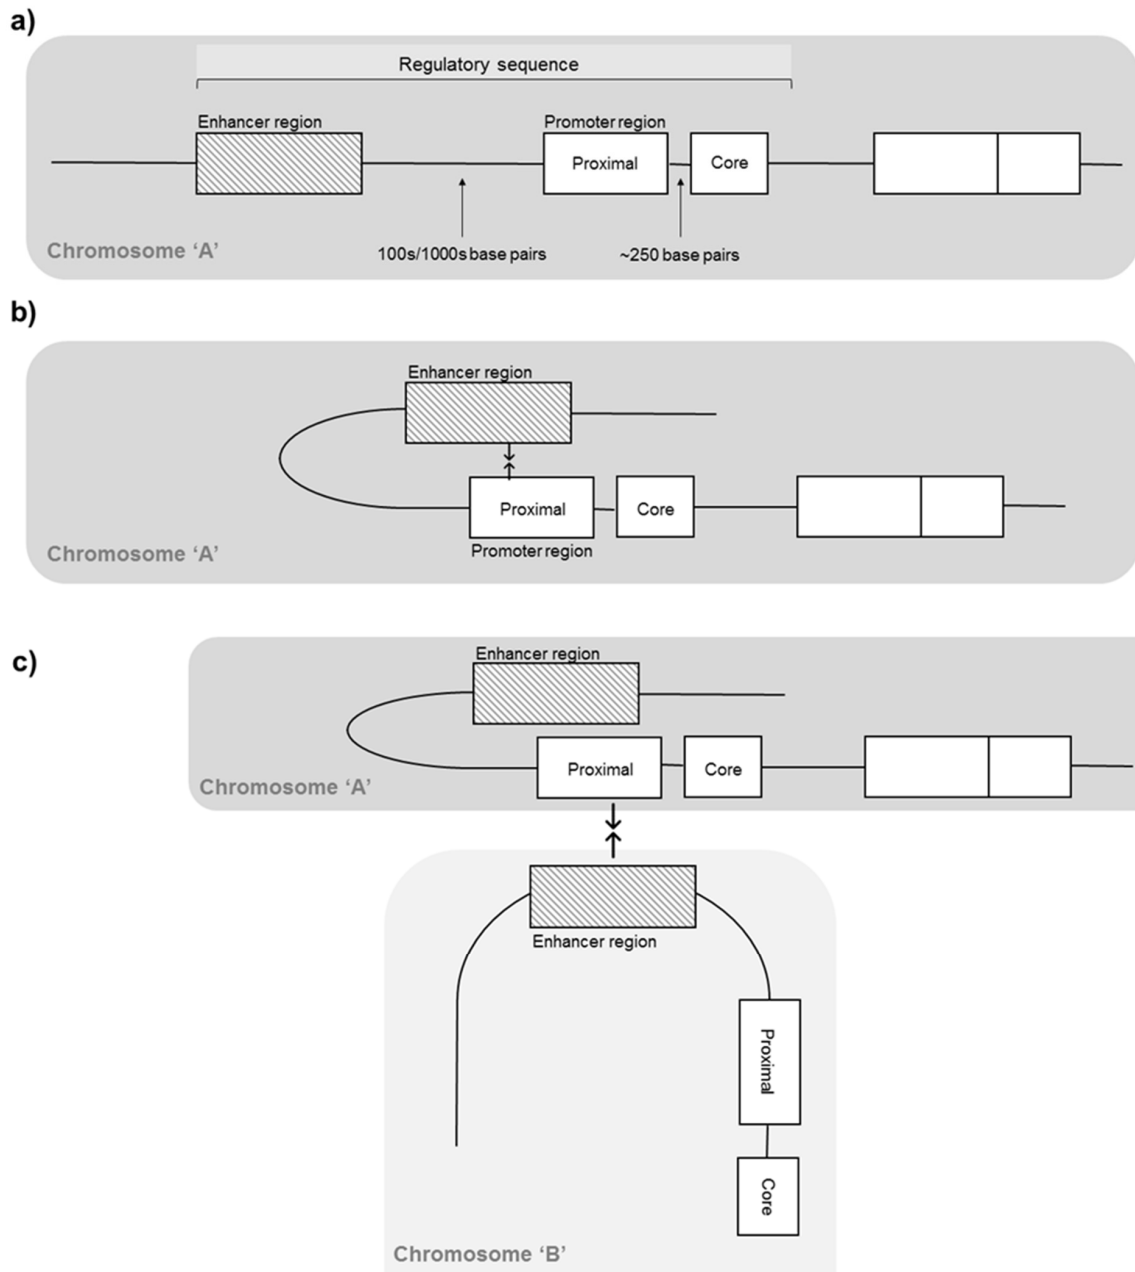 a)
Regulatory sequence
Enhancer region
Promoter region
Proximal
Core
Chromosome ‘A’
100s/1000s base pairs
~250 base pairs
b)
Enhancer region
Proximal
Core
Promoter region
Chromosome ‘A’
c)
Enhancer region
Proximal
Core
Chromosome ‘A’
Enhancer region
Proximal
Core
Chromosome ‘B’